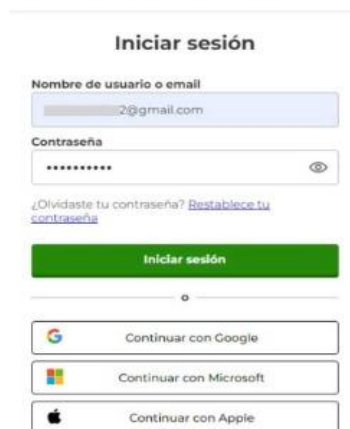 Iniciar sesión
Nombre de usuario o email
2@gmail.com
Contraseña
••••••••••
¿Olvidaste tu contraseña? Restablece tu
contraseña
Iniciar sesión
o
Continuar con Google
Continuar con Microsoft
Continuar con Apple